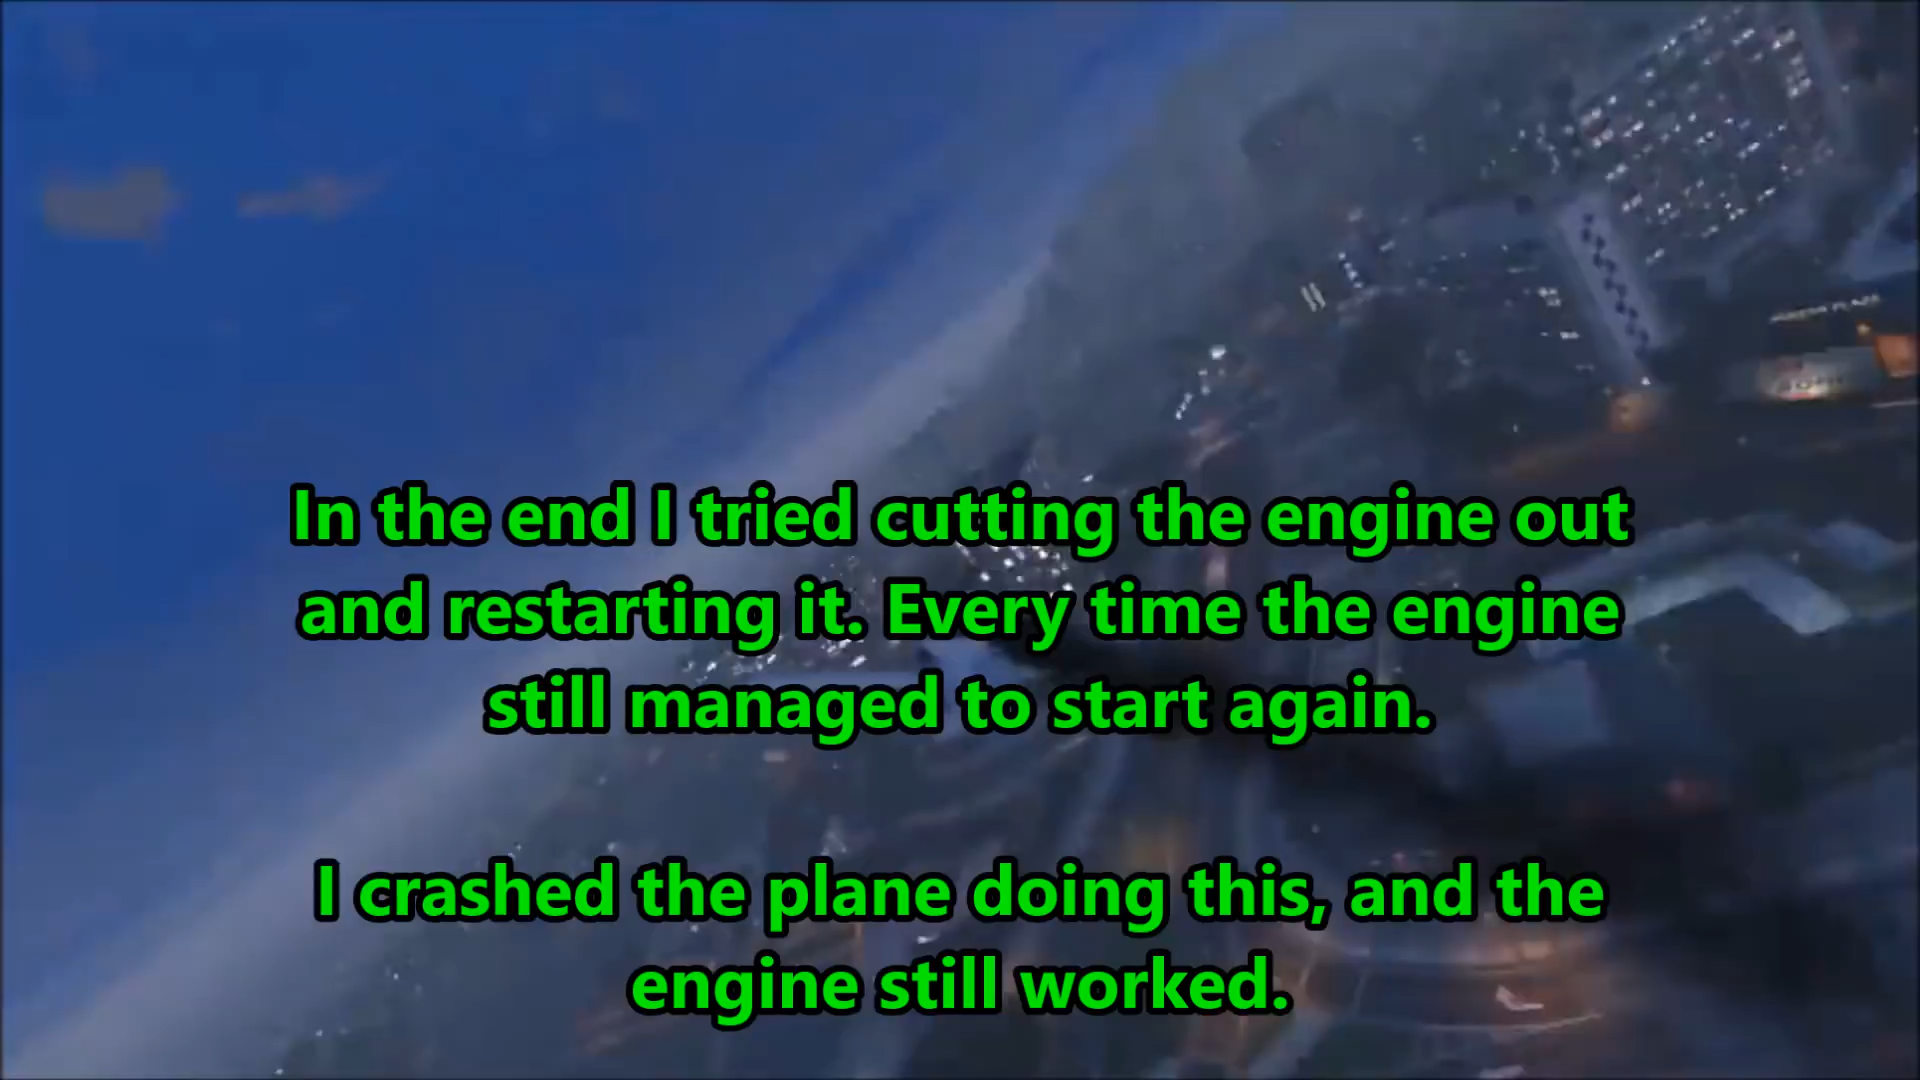 In the end I tried cutting the engine out
and restarting it. Every time the engine
still managed to start again.
I crashed the plane doing this, and the
engine still worked.